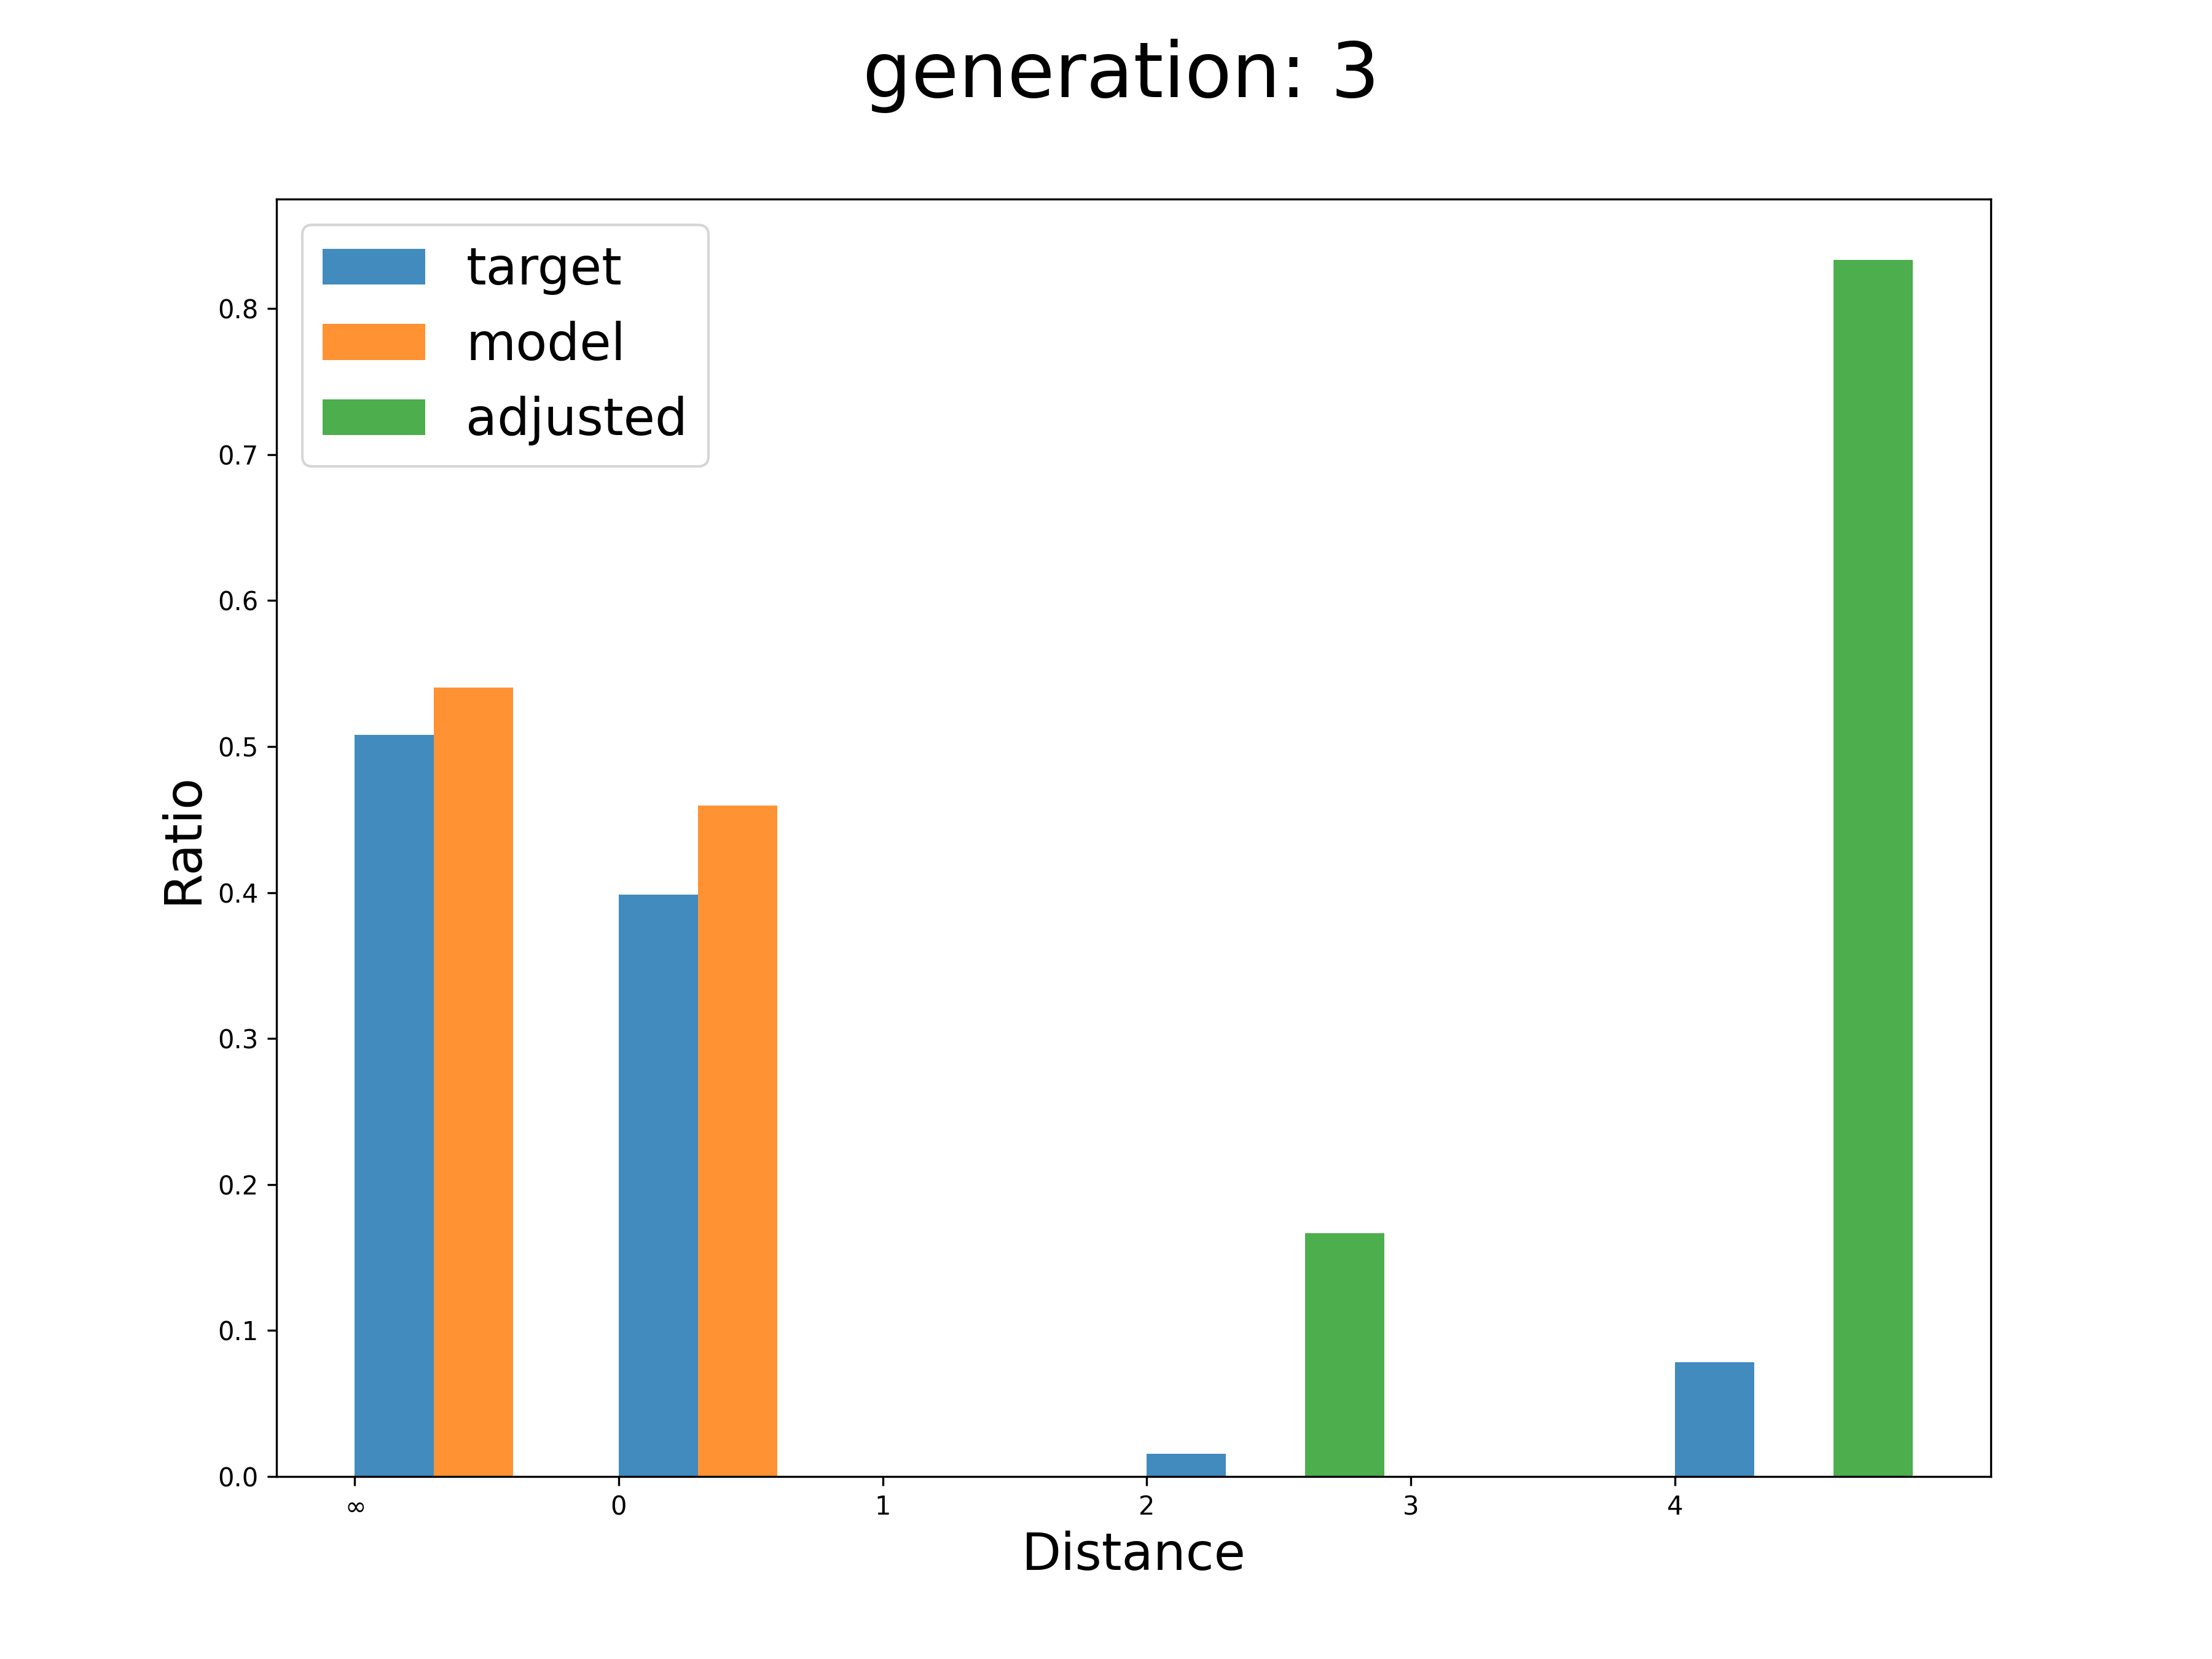 generation: 3
target
model
adjusted
0.8
0.7
0.6
0.5
0.4
0.3
0.2
0.1
0.0
Ratio
∞ 0 1 2 3 4
Distance